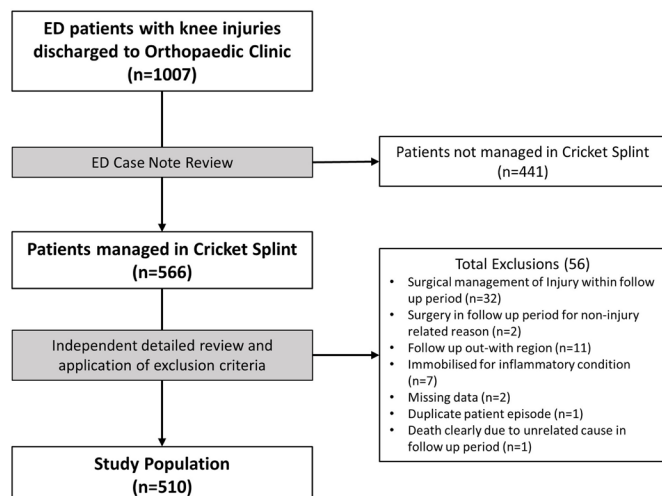 ED patients with knee injuries
discharged to Orthopaedic Clinic
(n=1007)
ED Case Note Review
Patients not managed in Cricket Splint
(n=441)
Patients managed in Cricket Splint
(n=566)
Total Exclusions (56)
• Surgical management of Injury within follow
up period (n=32)
• Surgery in follow up period for non-injury
related reason (n=2)
• Follow up out-with region (n=11)
• Immobilised for inflammatory condition
(n=7)
• Missing data (n=2)
• Duplicate patient episode (n=1)
• Death clearly due to unrelated cause in
follow up period (n=1)
Independent detailed review and
application of exclusion criteria
Study Population
(n=510)